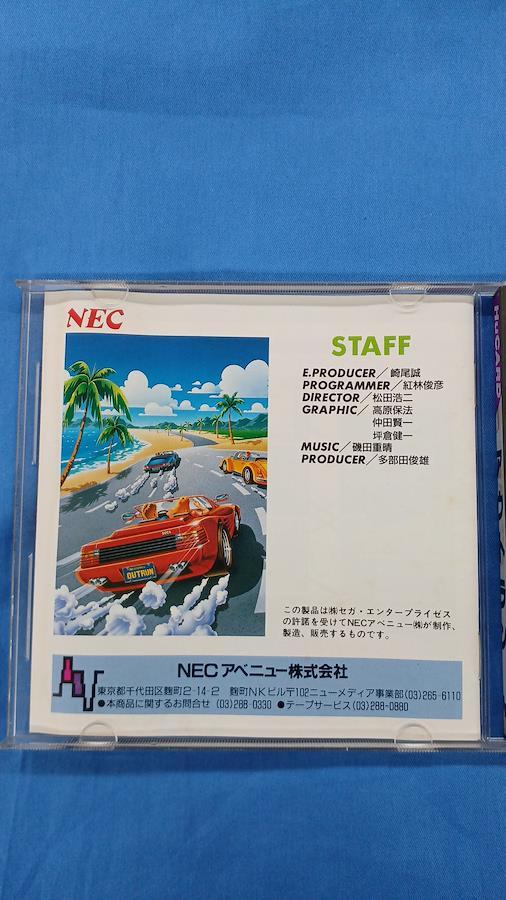 NEC
STAFF
E.PRODUCER／崎尾誠
PROGRAMMER／紅林俊彦
DIRECTOR／松田浩二
GRAPHIC／高原保法
仲田賢一
坪倉健一
MUSIC／磯田重晴
PRODUCER／多部田俊雄
OUTRUN
この製品は㈱セガ・エンタープライゼス
の許諾を受けてNECアベニュー㈱が制作、
製造、販売するものです。
NECアベニュー株式会社
東京都千代田区麹町2-14-2 麹町NKビル〒102ニューメディア事業部(03)265-6110
●本商品に関するお問合せ (03)288-0330 ●テープサービス(03)288-0880
HuCARD